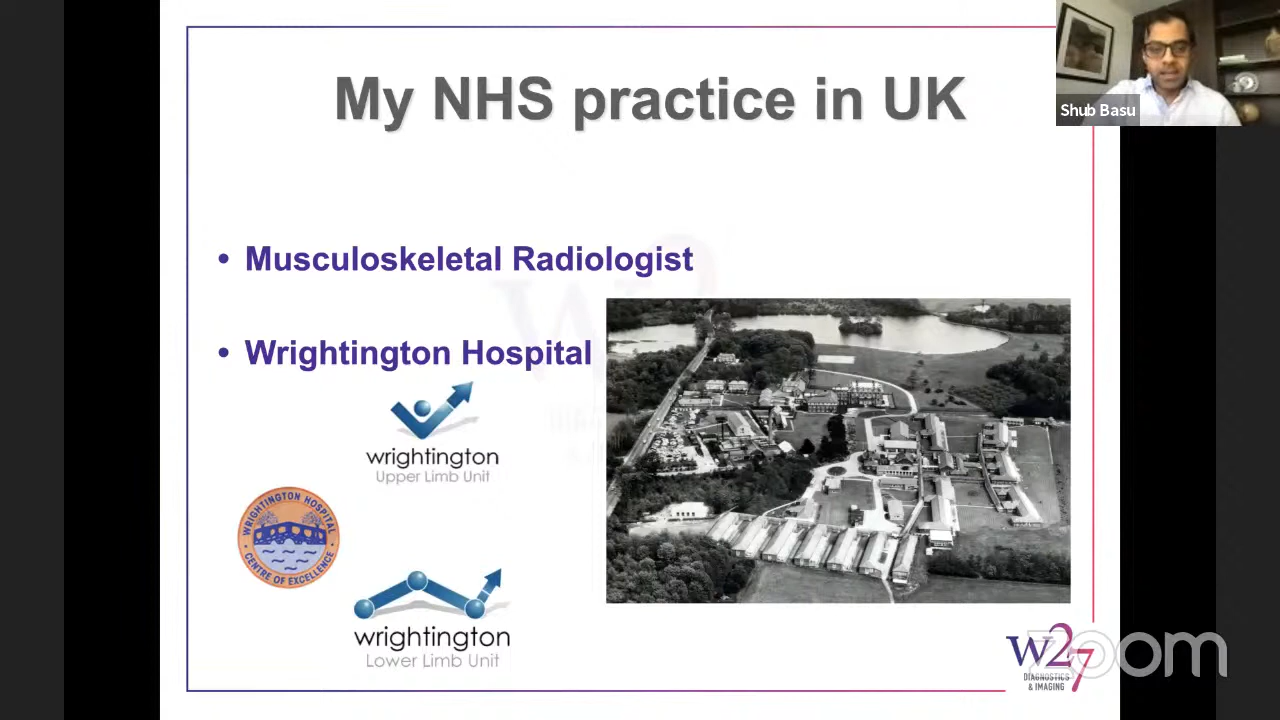 My NHS practice in UK
Shub Basu
• Musculoskeletal Radiologist
• Wrightington Hospital
wrightington
Upper Limb Unit
WRIGHTINGTON HOSPITAL
• CENTRE OF EXCELLENCE •
wrightington
Lower Limb Unit
W27
DIAGNOSTICS
& IMAGING
zoom